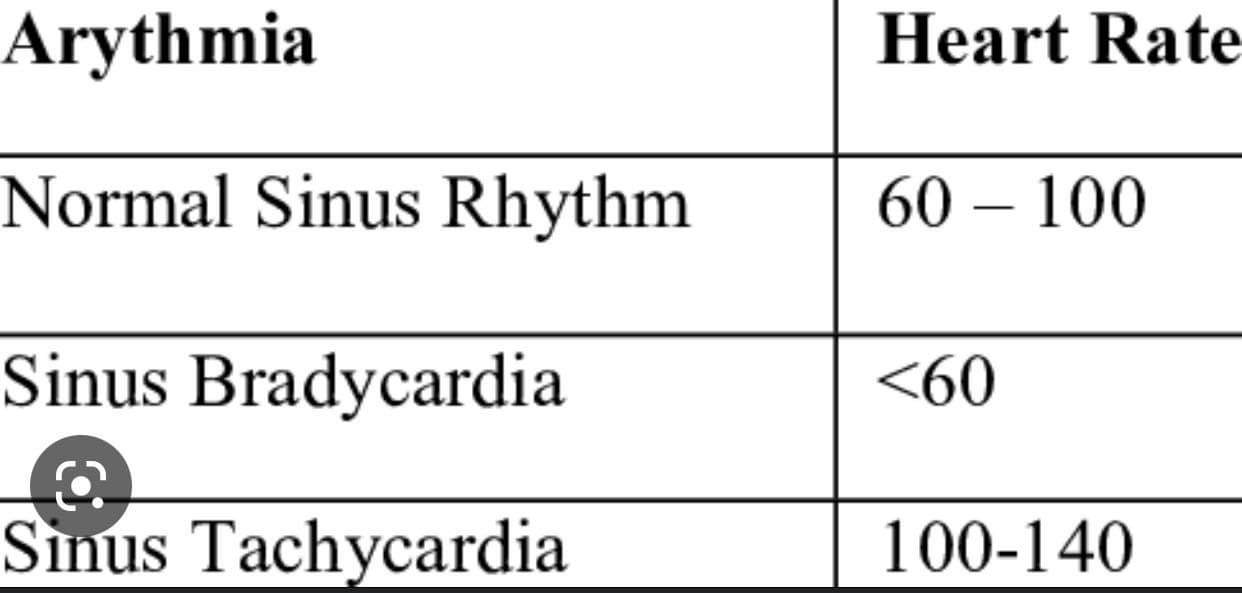 Arythmia Heart Rate
Normal Sinus Rhythm 60 – 100
Sinus Bradycardia <60
Sinus Tachycardia 100-140